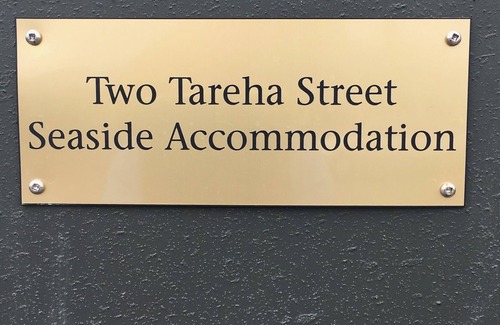 Two Tareha Street
Seaside Accommodation